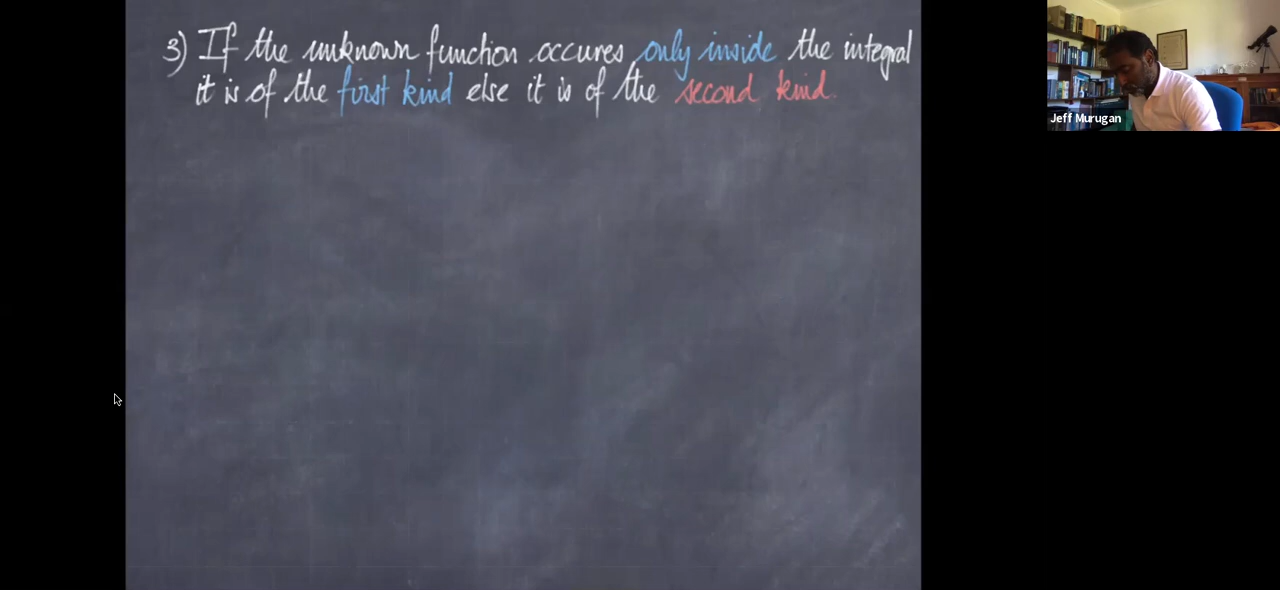 3) If the unknown function occures only inside the integral
it is of the first kind else it is of the second kind.
Jeff Murugan